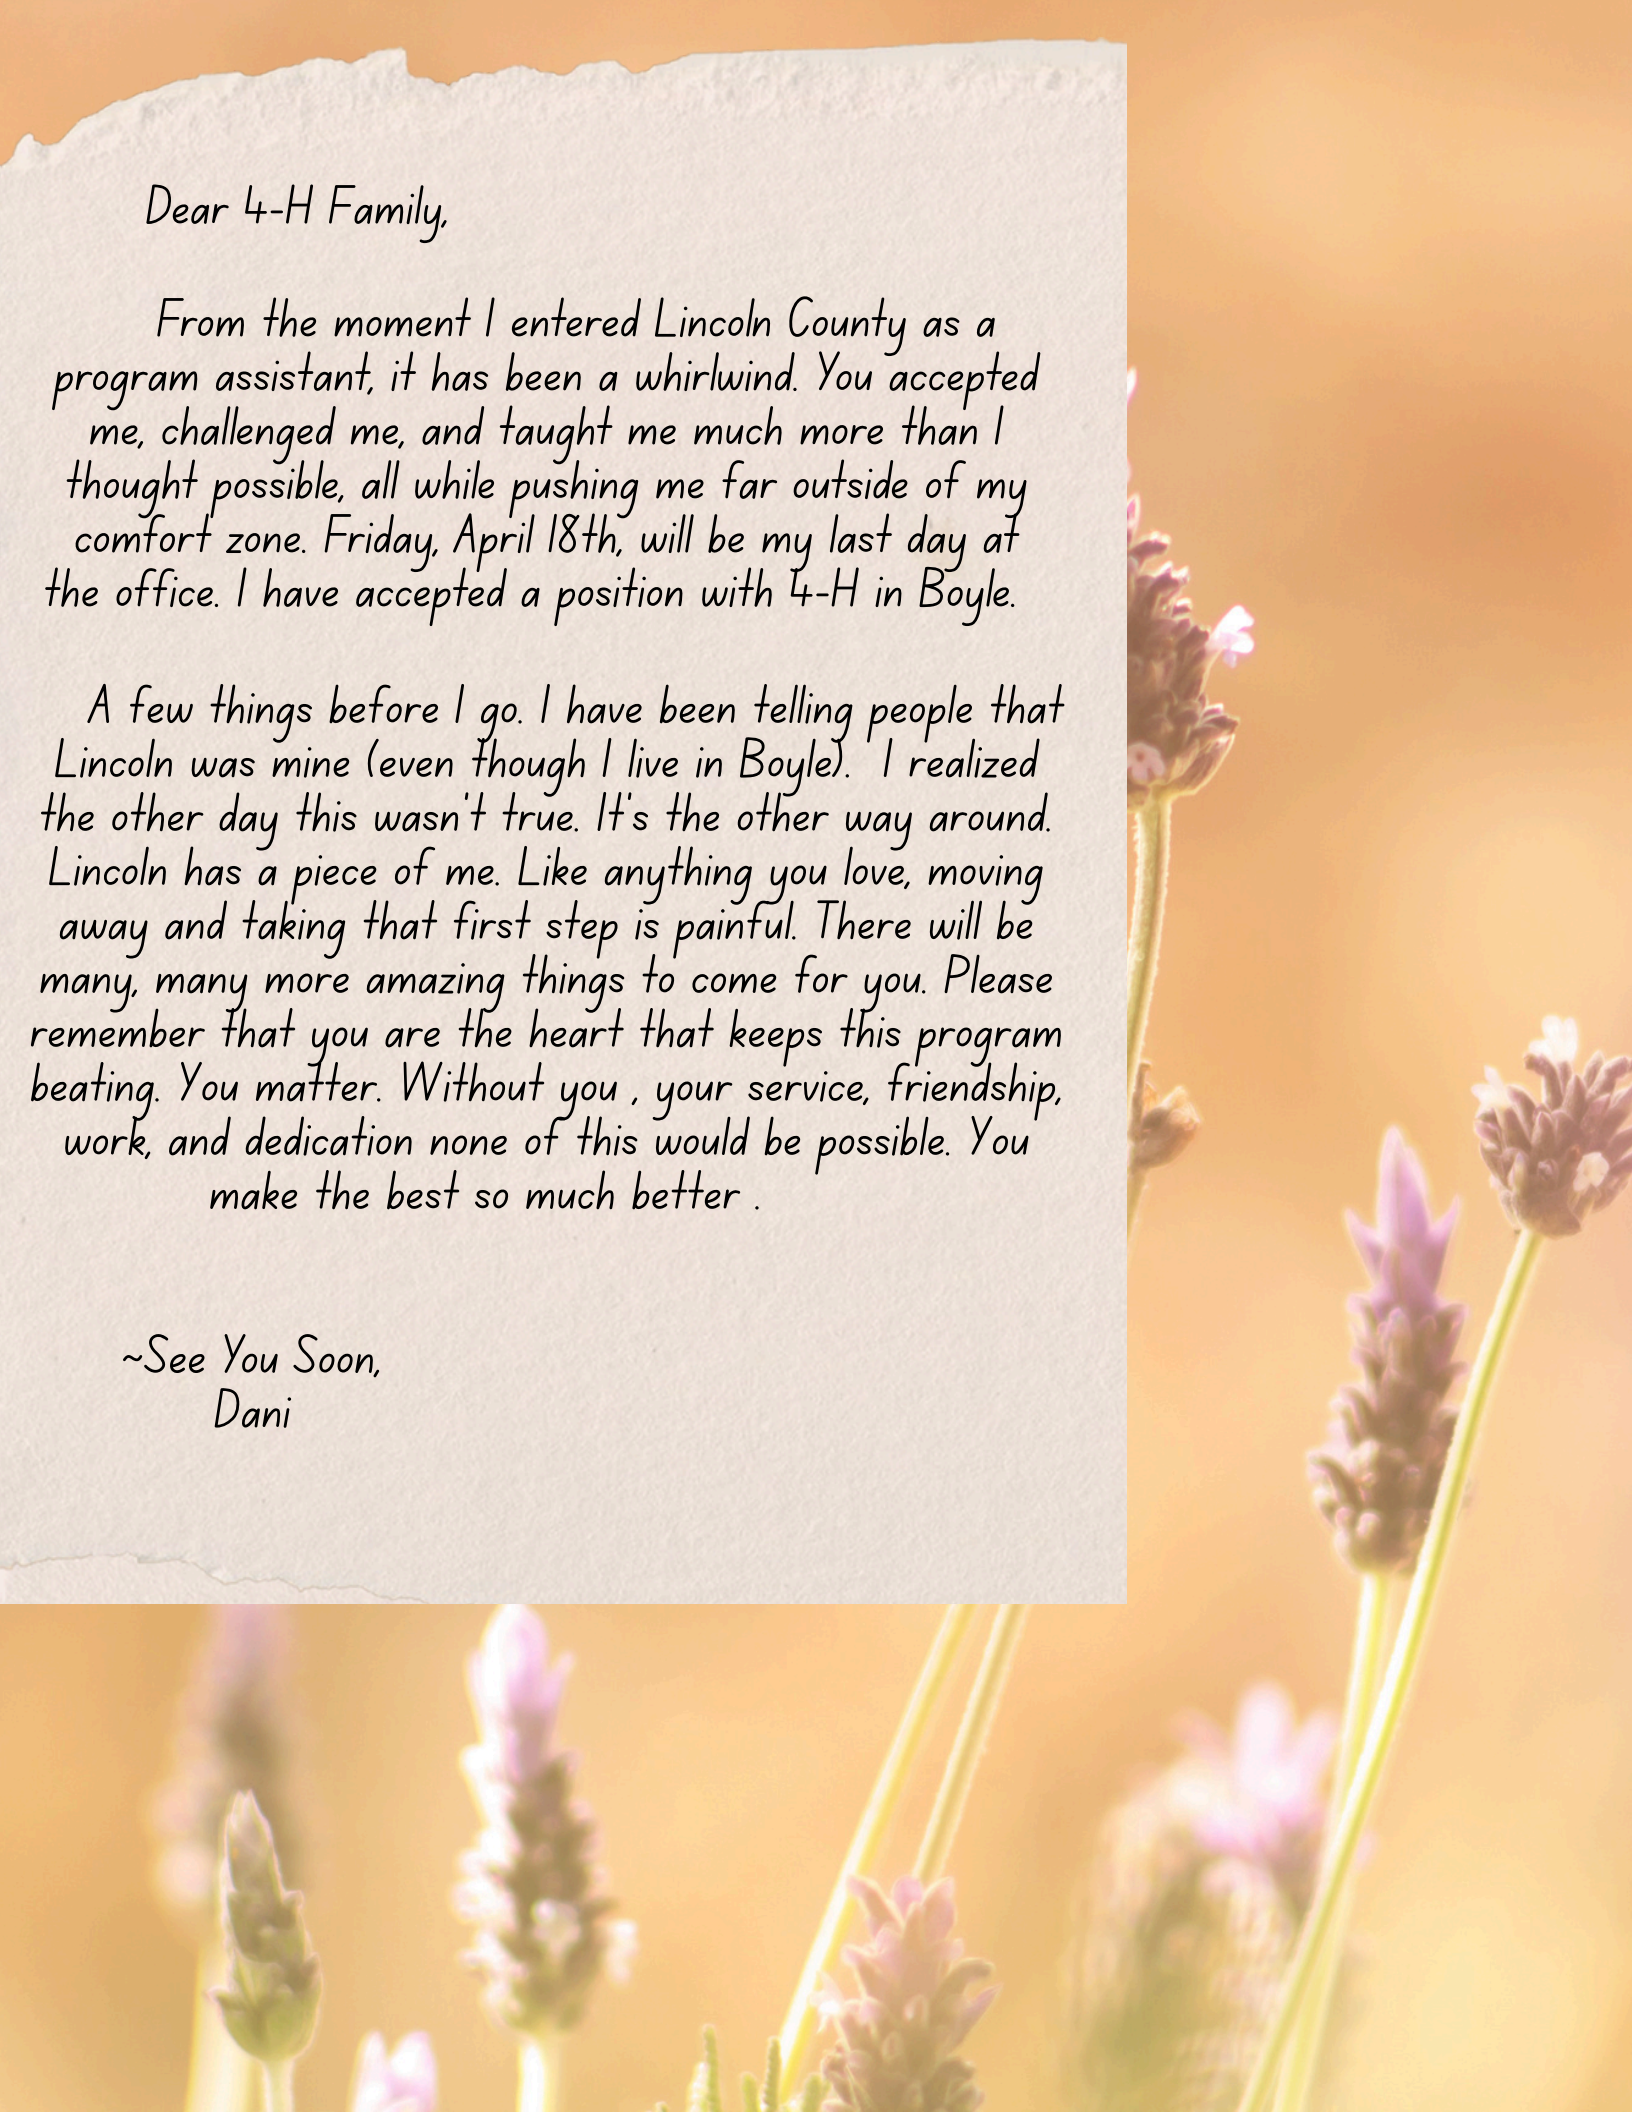 Dear 4-H Family,
From the moment I entered Lincoln County as a
program assistant, it has been a whirlwind. You accepted
me, challenged me, and taught me much more than I
thought possible, all while pushing me far outside of my
comfort zone. Friday, April 18th, will be my last day at
the office. I have accepted a position with 4-H in Boyle.
A few things before I go. I have been telling people that
Lincoln was mine (even though I live in Boyle).  I realized
the other day this wasn't true. It's the other way around.
Lincoln has a piece of me. Like anything you love, moving
away and taking that first step is painful. There will be
many, many more amazing things to come for you. Please
remember that you are the heart that keeps this program
beating. You matter. Without you , your service, friendship,
work, and dedication none of this would be possible. You
make the best so much better .
~See You Soon,
Dani